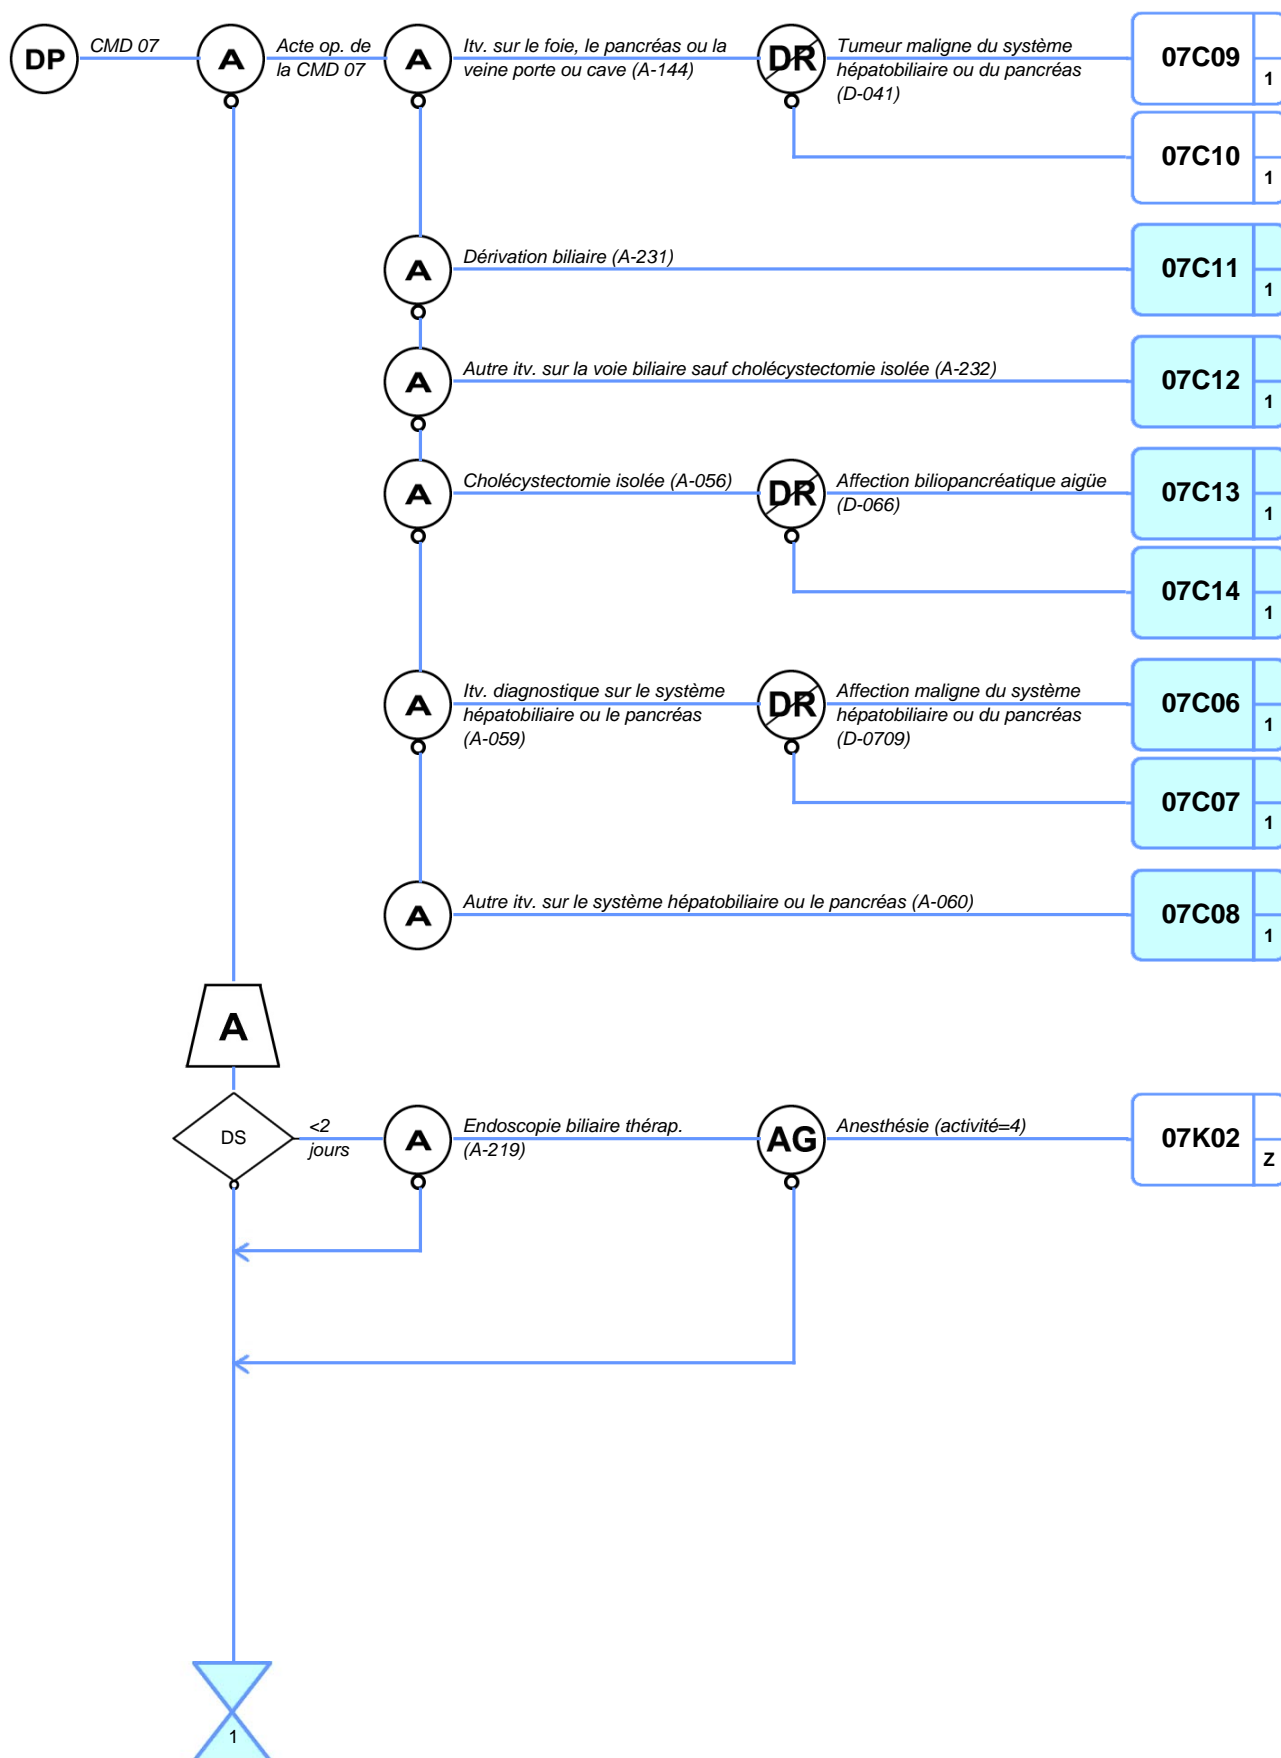 DP
CMD 07
A
Acte op. de
la CMD 07
A
Itv. sur le foie, le pancréas ou la
veine porte ou cave (A-144)
DR
Tumeur maligne du système
hépatobiliaire ou du pancréas
(D-041)
07C09
1
07C10
1
A
Dérivation biliaire (A-231)
07C11
1
A
Autre itv. sur la voie biliaire sauf cholécystectomie isolée (A-232)
07C12
1
A
Cholécystectomie isolée (A-056)
DR
Affection biliopancréatique aigüe
(D-066)
07C13
1
07C14
1
A
Itv. diagnostique sur le système
hépatobiliaire ou le pancréas
(A-059)
DR
Affection maligne du système
hépatobiliaire ou du pancréas
(D-0709)
07C06
1
07C07
1
A
Autre itv. sur le système hépatobiliaire ou le pancréas (A-060)
07C08
1
A
DS
<2
jours
A
Endoscopie biliaire thérap.
(A-219)
AG
Anesthésie (activité=4)
07K02
Z
1